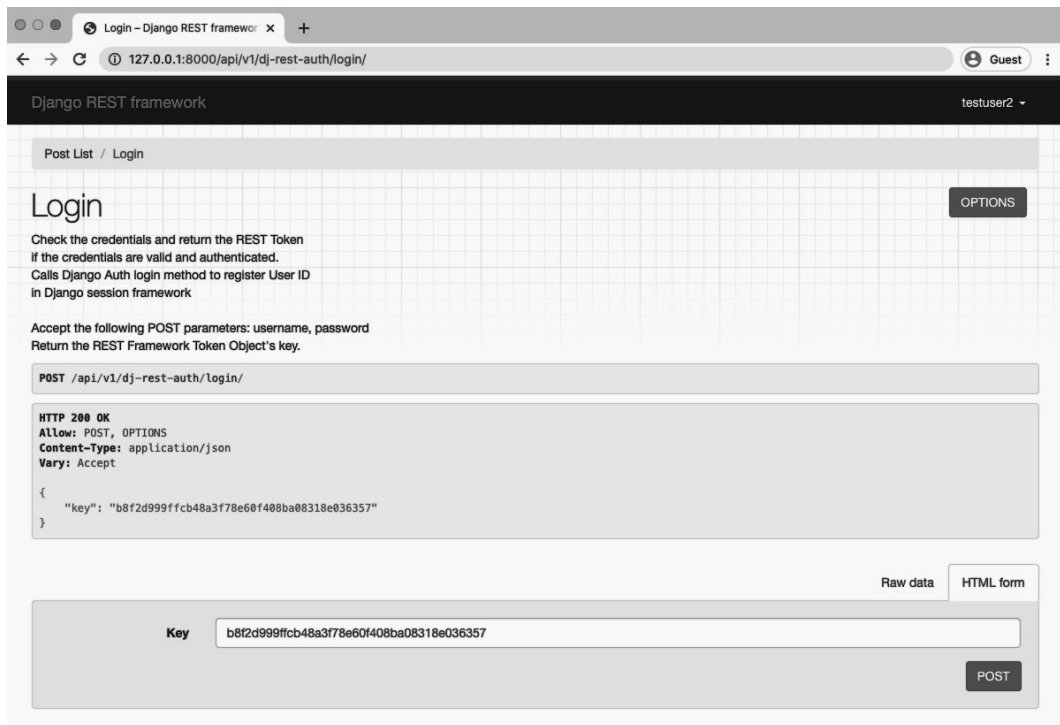 Login – Django REST framewor
127.0.0.1:8000/api/v1/dj-rest-auth/login/
Guest
Django REST framework
testuser2
Post List / Login
Login
OPTIONS
Check the credentials and return the REST Token
if the credentials are valid and authenticated.
Calls Django Auth login method to register User ID
in Django session framework
Accept the following POST parameters: username, password
Return the REST Framework Token Object's key.
POST /api/v1/dj-rest-auth/login/
HTTP 200 OK
Allow: POST, OPTIONS
Content-Type: application/json
Vary: Accept
{
"key": "b8f2d999ffcb48a3f78e60f408ba08318e036357"
}
Raw data
HTML form
Key
b8f2d999ffcb48a3f78e60f408ba08318e036357
POST